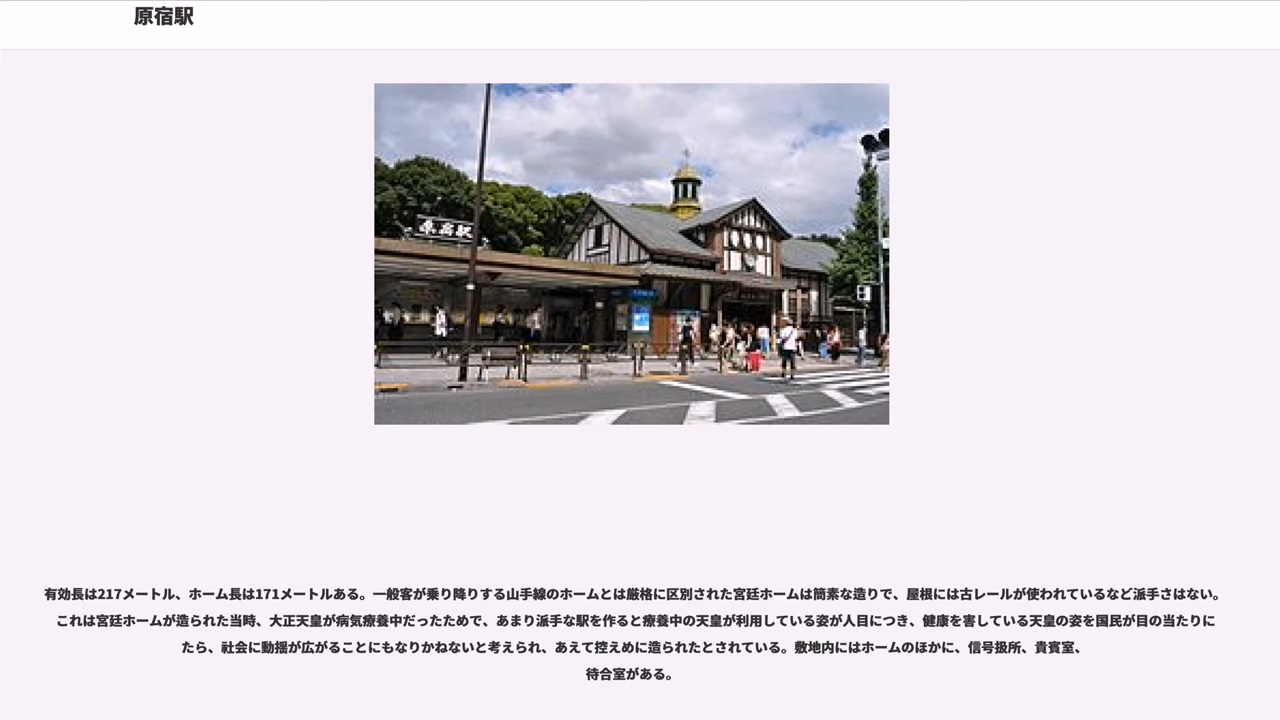 原宿駅
原宿駅
有効長は217メートル、ホーム長は171メートルある。一般客が乗り降りする山手線のホームとは厳格に区別された宮廷ホームは簡素な造りで、屋根には古レールが使われているなど派手さはない。
これは宮廷ホームが造られた当時、大正天皇が病気療養中だったためで、あまり派手な駅を作ると療養中の天皇が利用している姿が人目につき、健康を害している天皇の姿を国民が目の当たりに
たら、社会に動揺が広がることにもなりかねないと考えられ、あえて控えめに造られたとされている。敷地内にはホームのほかに、信号扱所、貴賓室、
待合室がある。